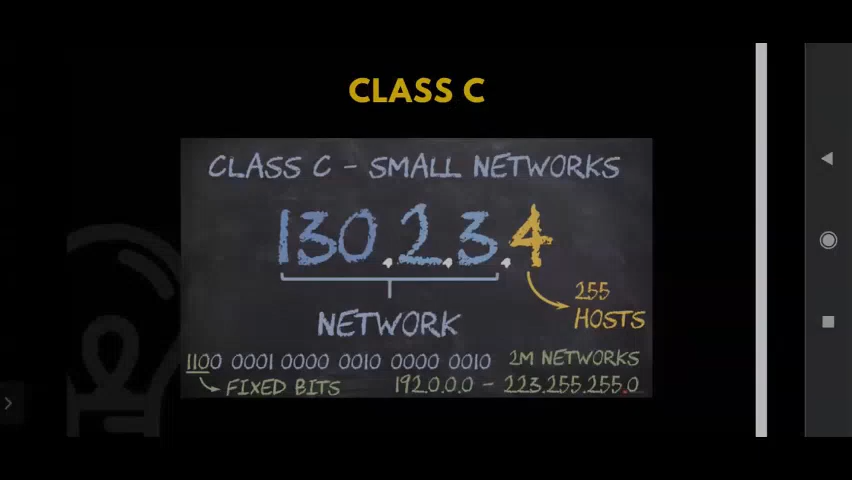 CLASS C
CLASS C - SMALL NETWORKS
130.2.3.4
255
HOSTS
NETWORK
1100 0001 0000 0010 0000 0010 2M NETWORKS
FIXED BITS 192.0.0.0 - 223.255.255.0